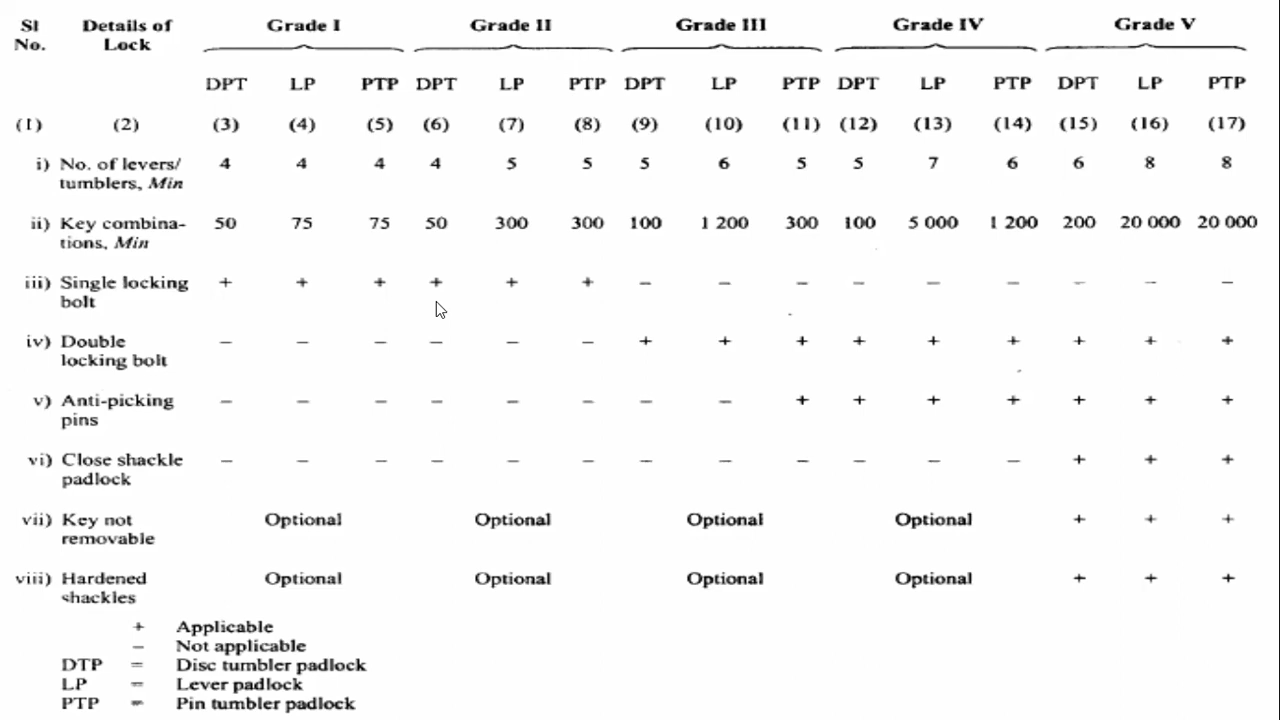 Sl No. Details of Lock Grade I Grade II Grade III Grade IV Grade V
DPT LP PTP DPT LP PTP DPT LP PTP DPT LP PTP DPT LP PTP
(1) (2) (3) (4) (5) (6) (7) (8) (9) (10) (11) (12) (13) (14) (15) (16) (17)
i) No. of levers/ 4 4 4 4 5 5 5 6 5 5 7 6 6 8 8
tumblers, Min
ii) Key combina- 50 75 75 50 300 300 100 1 200 300 100 5 000 1 200 200 20 000 20 000
tions, Min
iii) Single locking + + + + + + – – – – – – – – –
bolt
iv) Double – – – – – – + + + + + + + + +
locking bolt
v) Anti-picking – – – – – – – – + + + + + + +
pins
vi) Close shackle – – – – – – – – – – – – + + +
padlock
vii) Key not Optional Optional Optional Optional + + +
removable
viii) Hardened Optional Optional Optional Optional + + +
shackles
+ Applicable
– Not applicable
DTP = Disc tumbler padlock
LP = Lever padlock
PTP = Pin tumbler padlock